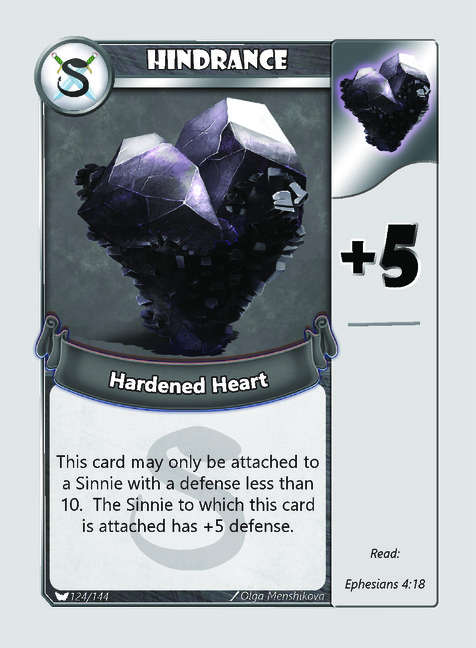 S
HINDRANCE
+5
Hardened Heart
This card may only be attached to
a Sinnie with a defense less than
10. The Sinnie to which this card
is attached has +5 defense.
Read:
Ephesians 4:18
124/144
Olga Menshikova